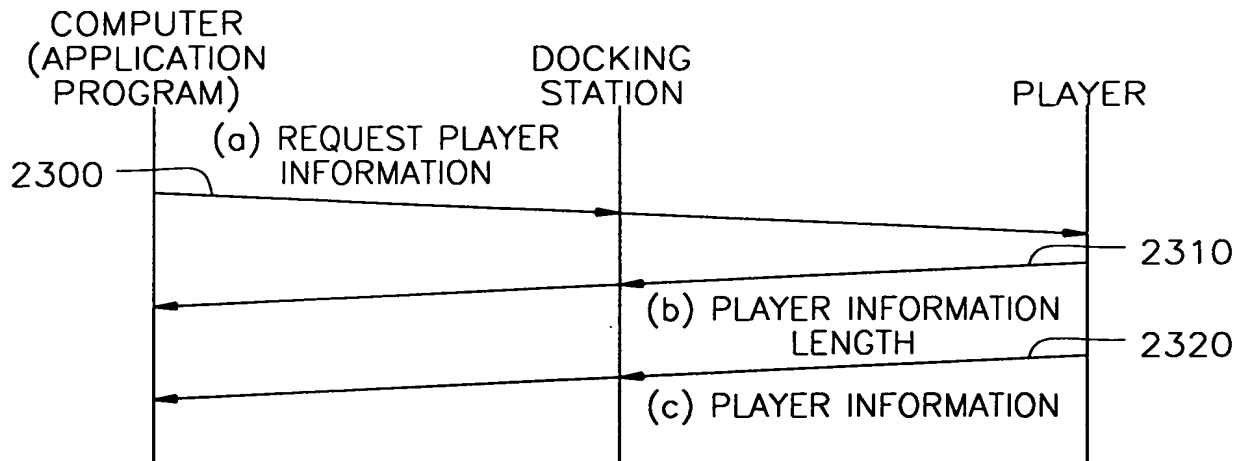 COMPUTER
(APPLICATION
PROGRAM)
DOCKING
STATION
PLAYER
(a) REQUEST PLAYER
INFORMATION
2300
2310
(b) PLAYER INFORMATION
LENGTH
2320
(c) PLAYER INFORMATION